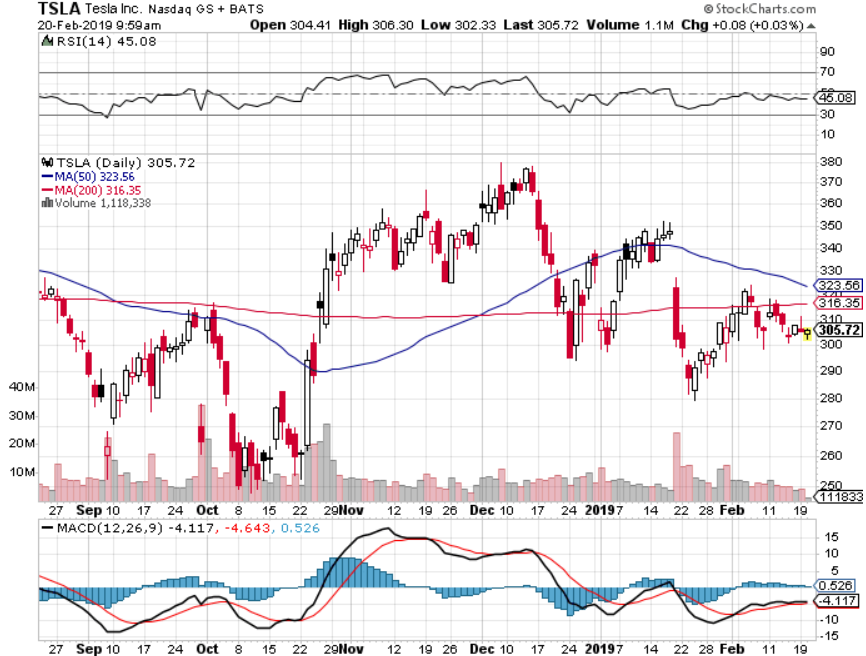 TSLA Tesla Inc. Nasdaq GS + BATS © StockCharts.com
20-Feb-2019 9:59am Open 304.41 High 306.30 Low 302.33 Last 305.72 Volume 1.1M Chg +0.08 (+0.03%)
RSI(14) 45.08
90
70
45.08
30
10
TSLA (Daily) 305.72
MA(50) 323.56
MA(200) 316.35
Volume 1,118,338
380
370
360
350
340
330
323.56
316.35
310
305.72
300
290
280
270
260
250
40M
30M
20M
10M
1118338
27 Sep 10 17 24 Oct 8 15 22 29 Nov 12 19 26 Dec 10 17 24 2019 7 14 22 28 Feb 11 19
MACD(12,26,9) -4.117, -4.643, 0.526
15
10
5
0.526
-4.117
-10
-15
27 Sep 10 17 24 Oct 8 15 22 29 Nov 12 19 26 Dec 10 17 24 2019 7 14 22 28 Feb 11 19